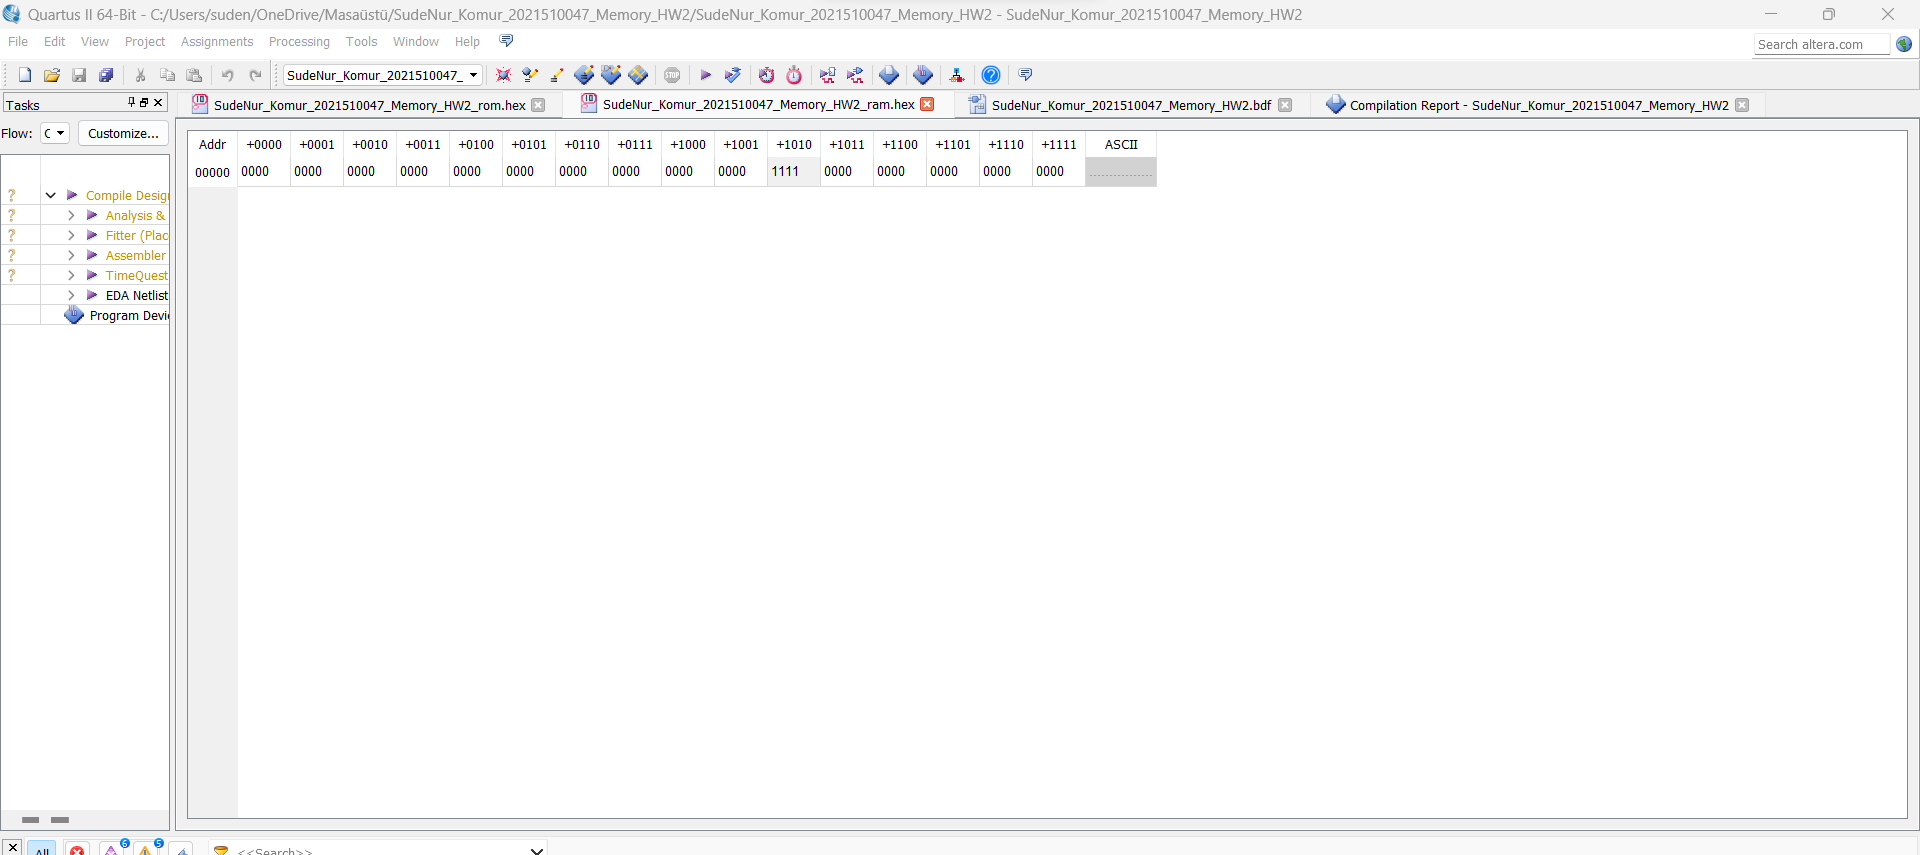 Quartus II 64-Bit - C:/Users/suden/OneDrive/Masaüstü/SudeNur_Komur_2021510047_Memory_HW2/SudeNur_Komur_2021510047_Memory_HW2 - SudeNur_Komur_2021510047_Memory_HW2
File Edit View Project Assignments Processing Tools Window Help
Search altera.com
SudeNur_Komur_2021510047_
STOP
Tasks
SudeNur_Komur_2021510047_Memory_HW2_rom.hex SudeNur_Komur_2021510047_Memory_HW2_ram.hex SudeNur_Komur_2021510047_Memory_HW2.bdf Compilation Report - SudeNur_Komur_2021510047_Memory_HW2
Flow: C Customize...
Addr +0000 +0001 +0010 +0011 +0100 +0101 +0110 +0111 +1000 +1001 +1010 +1011 +1100 +1101 +1110 +1111 ASCII
00000 0000 0000 0000 0000 0000 0000 0000 0000 0000 0000 1111 0000 0000 0000 0000 0000 ................
? Compile Design
? Analysis &
? Fitter (Plac
? Assembler
? TimeQuest
EDA Netlist
Program Devi
All 6 5 <<Search>>